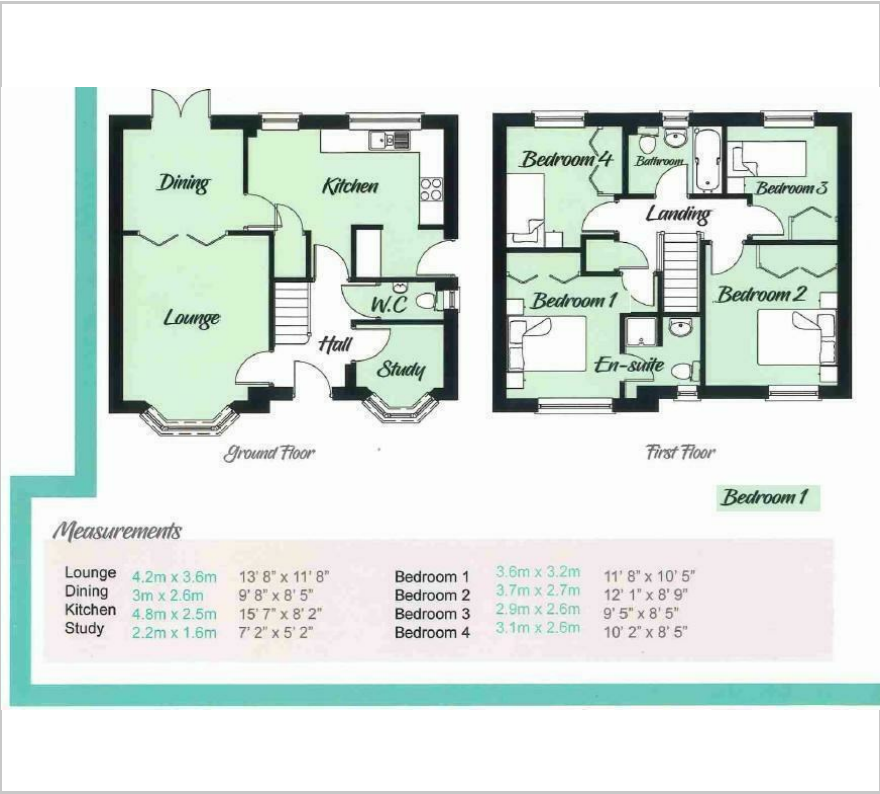 Dining
Kitchen
Lounge
W.C
Hall
Study
Ground Floor
Bedroom 4
Bathroom
Bedroom 3
Landing
Bedroom 1
Bedroom 2
En-suite
First Floor
Bedroom 1
Measurements
Lounge 4.2m x 3.6m 13' 8" x 11' 8"
Dining 3m x 2.6m 9' 8" x 8' 5"
Kitchen 4.8m x 2.5m 15' 7" x 8' 2"
Study 2.2m x 1.6m 7' 2" x 5' 2"
Bedroom 1 3.6m x 3.2m 11' 8" x 10' 5"
Bedroom 2 3.7m x 2.7m 12' 1" x 8' 9"
Bedroom 3 2.9m x 2.6m 9' 5" x 8' 5"
Bedroom 4 3.1m x 2.6m 10' 2" x 8' 5"